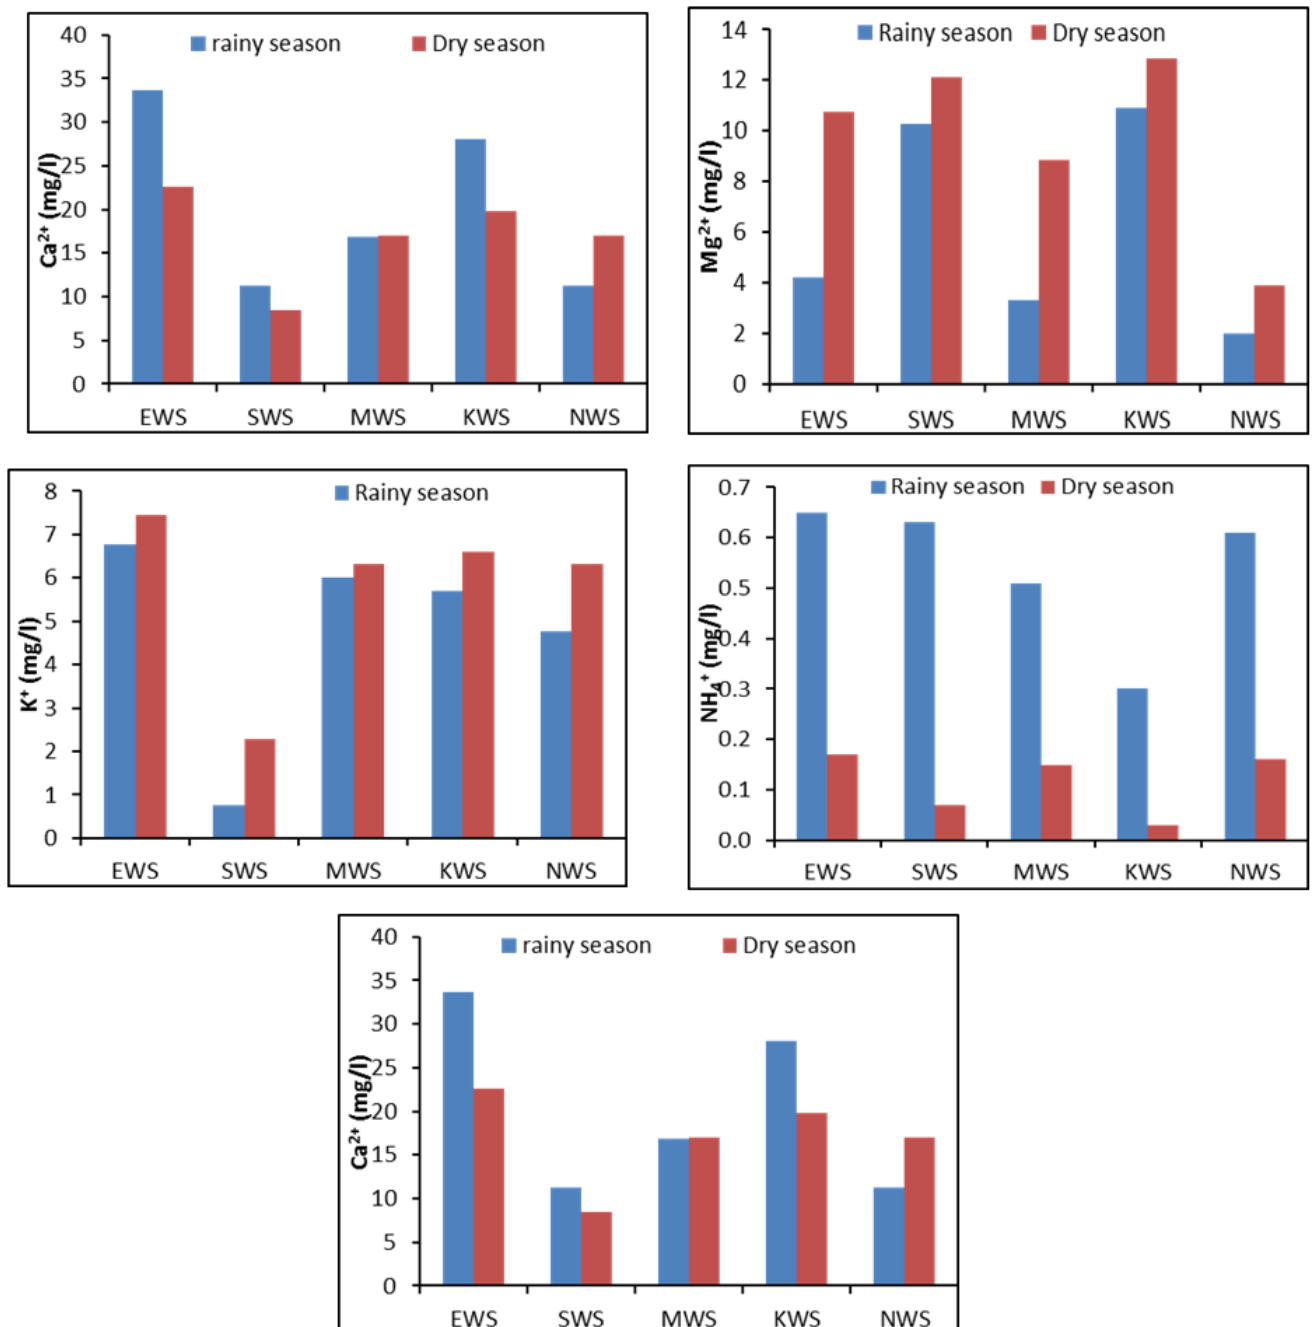 rainy season Dry season
40
35
30
25
20
15
10
5
0
Ca²⁺ (mg/l)
EWS SWS MWS KWS NWS
Rainy season Dry season
14
12
10
8
6
4
2
0
Mg²⁺ (mg/l)
EWS SWS MWS KWS NWS
Rainy season
8
7
6
5
4
3
2
1
0
K⁺ (mg/l)
EWS SWS MWS KWS NWS
Rainy season Dry season
0.7
0.6
0.5
0.4
0.3
0.2
0.1
0.0
NH₄⁺ (mg/l)
EWS SWS MWS KWS NWS
rainy season Dry season
40
35
30
25
20
15
10
5
0
Ca²⁺ (mg/l)
EWS SWS MWS KWS NWS